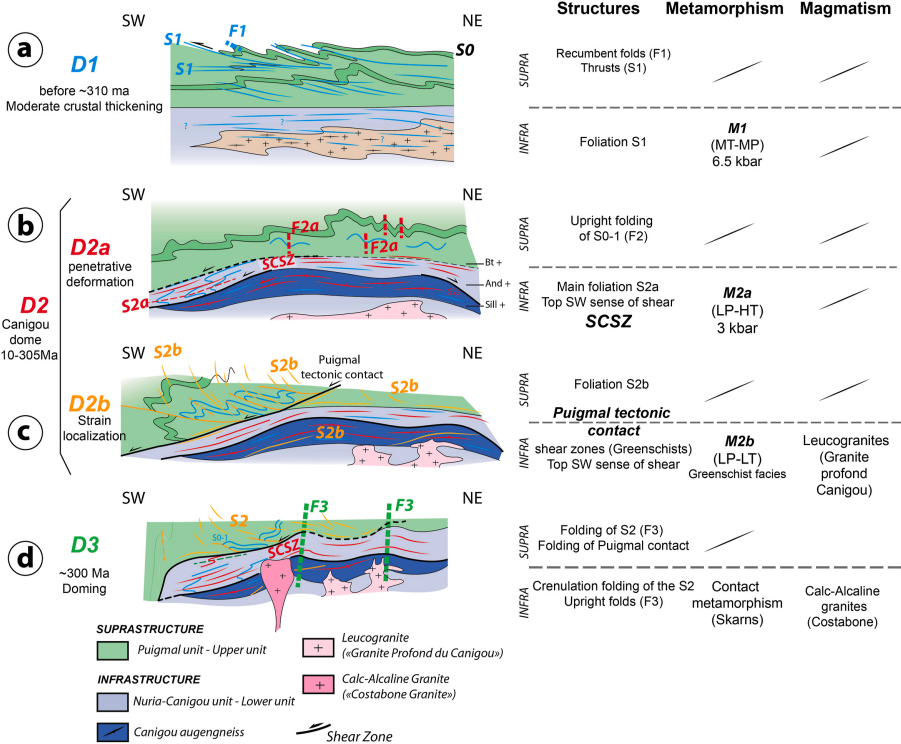 Structures Metamorphism Magmatism
SW NE
a
D1
before ~310 ma
Moderate crustal thickening
S1
F1
S0
S1
?
?
?
SUPRA
Recumbent folds (F1)
Thrusts (S1)
INFRA
Foliation S1
M1
(MT-MP)
6.5 kbar
SW NE
b
D2a
penetrative
deformation
F2a
F2a
SCSZ
S2a
Bt +
And +
Sill +
SUPRA
Upright folding
of S0-1 (F2)
INFRA
Main foliation S2a
Top SW sense of shear
SCSZ
M2a
(LP-HT)
3 kbar
D2
Canigou
dome
10-305Ma
SW NE
c
D2b
Strain
localization
S2b
S2b
S2b
S2b
Puigmal
tectonic contact
SUPRA
Foliation S2b
Puigmal tectonic
contact
INFRA
shear zones (Greenschists)
Top SW sense of shear
M2b
(LP-LT)
Greenschist facies
Leucogranites
(Granite
profond
Canigou)
SW NE
d
D3
~300 Ma
Doming
S2
S0-1
SCSZ
F3
F3
SUPRA
Folding of S2 (F3)
Folding of Puigmal contact
INFRA
Crenulation folding of the S2
Upright folds (F3)
Contact
metamorphism
(Skarns)
Calc-Alcaline
granites
(Costabone)
SUPRASTRUCTURE
Puigmal unit - Upper unit
INFRASTRUCTURE
Nuria-Canigou unit - Lower unit
Canigou augengneiss
Leucogranite
(«Granite Profond du Canigou»)
Calc-Alcaline Granite
(«Costabone Granite»)
Shear Zone